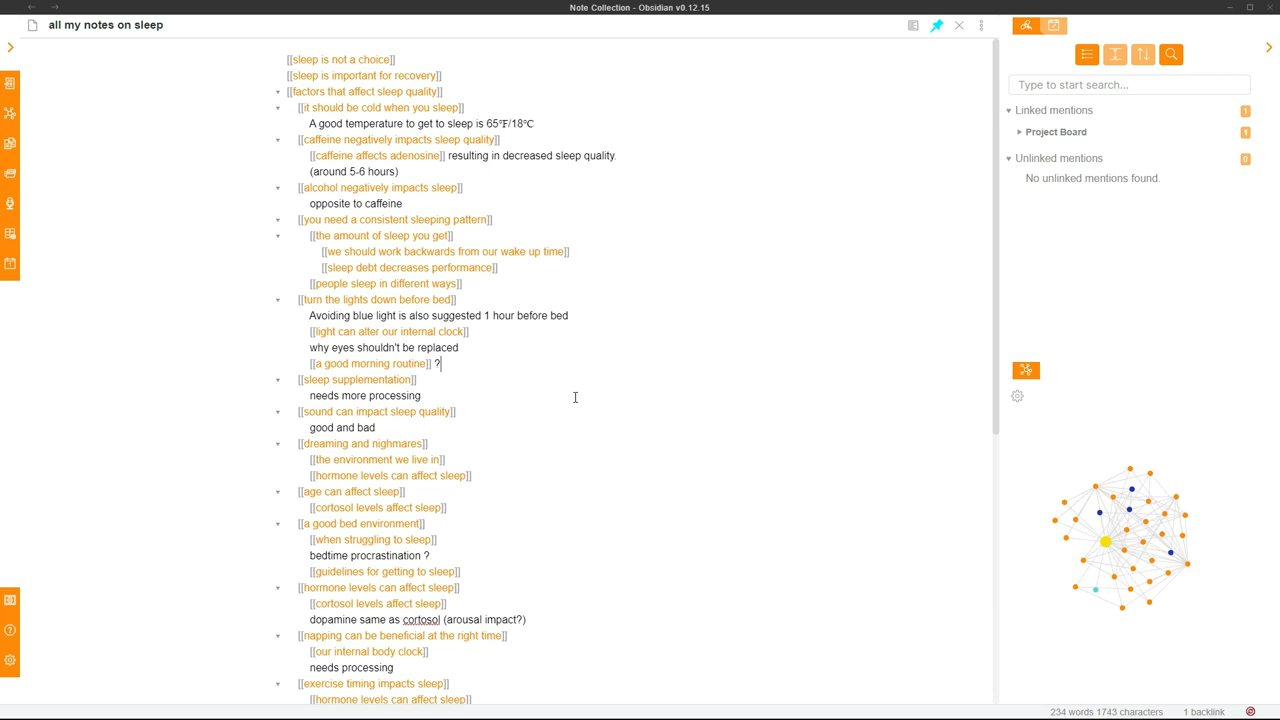 Note Collection - Obsidian v0.12.15
all my notes on sleep
[[sleep is not a choice]]
[[sleep is important for recovery]]
[[factors that affect sleep quality]]
[[it should be cold when you sleep]]
A good temperature to get to sleep is 65℉/18℃
[[caffeine negatively impacts sleep quality]]
[[caffeine affects adenosine]] resulting in decreased sleep quality.
(around 5-6 hours)
[[alcohol negatively impacts sleep]]
opposite to caffeine
[[you need a consistent sleeping pattern]]
[[the amount of sleep you get]]
[[we should work backwards from our wake up time]]
[[sleep debt decreases performance]]
[[people sleep in different ways]]
[[turn the lights down before bed]]
Avoiding blue light is also suggested 1 hour before bed
[[light can alter our internal clock]]
why eyes shouldn't be replaced
[[a good morning routine]] ?
[[sleep supplementation]]
needs more processing
[[sound can impact sleep quality]]
good and bad
[[dreaming and nighmares]]
[[the environment we live in]]
[[hormone levels can affect sleep]]
[[age can affect sleep]]
[[cortosol levels affect sleep]]
[[a good bed environment]]
[[when struggling to sleep]]
bedtime procrastination ?
[[guidelines for getting to sleep]]
[[hormone levels can affect sleep]]
[[cortosol levels affect sleep]]
dopamine same as cortosol (arousal impact?)
[[napping can be beneficial at the right time]]
[[our internal body clock]]
needs processing
[[exercise timing impacts sleep]]
[[hormone levels can affect sleep]]
Type to start search...
Linked mentions 1
Project Board 1
Unlinked mentions 0
No unlinked mentions found.
234 words 1743 characters 1 backlink